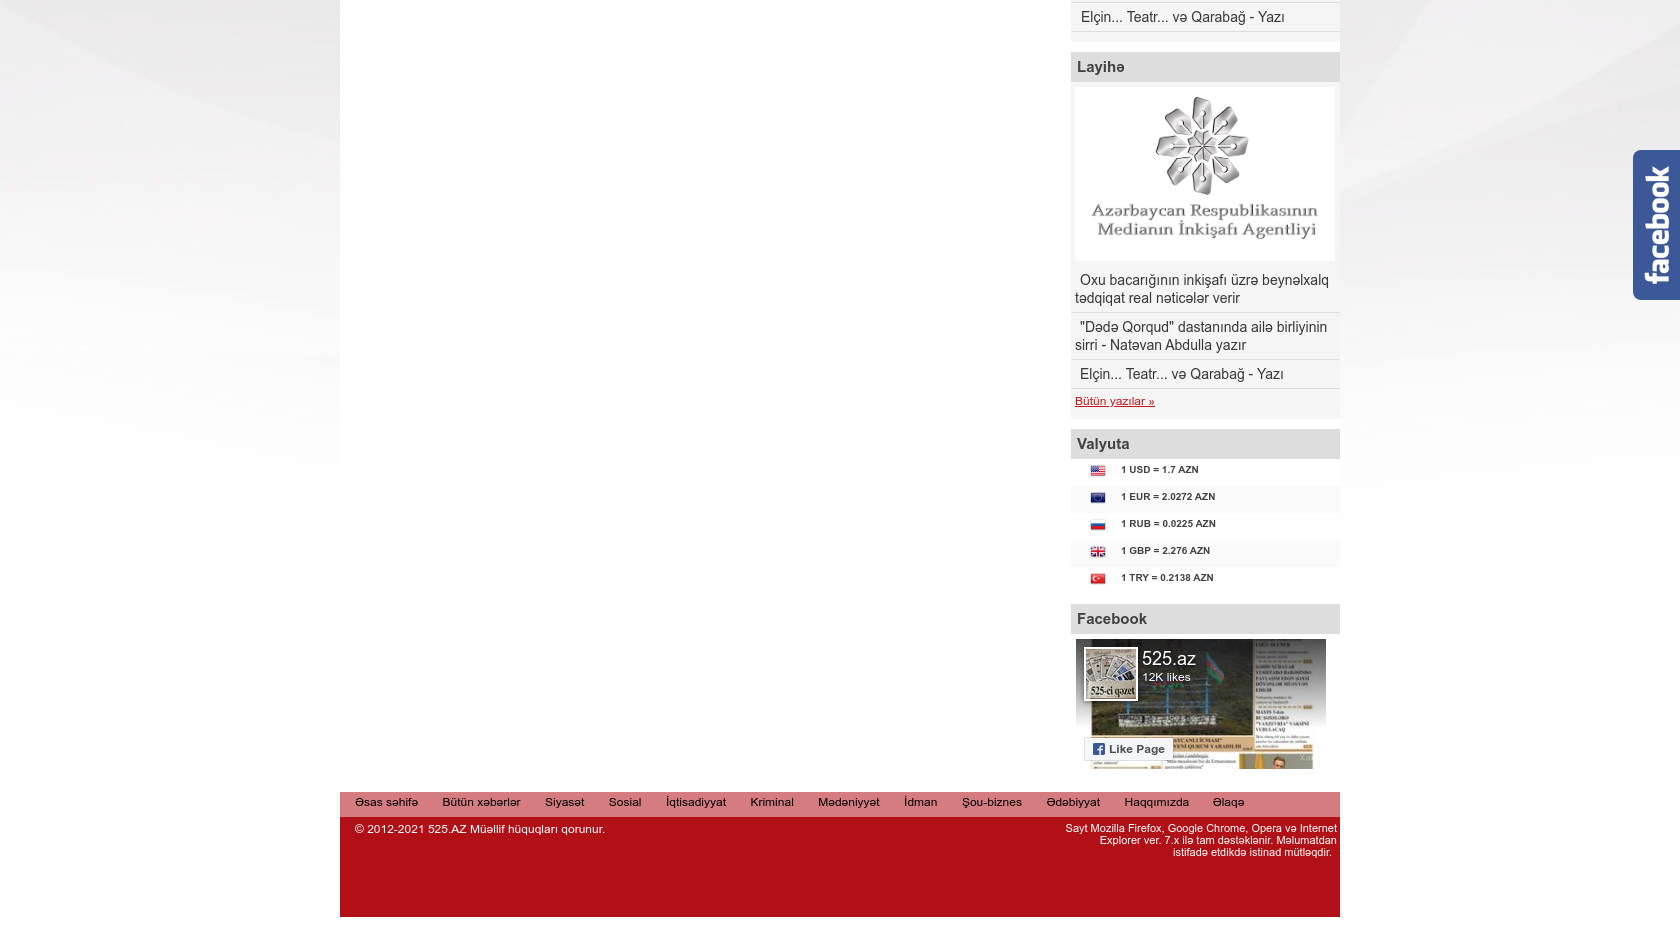 Elçin... Teatr... və Qarabağ - Yazı
Layihə
Azərbaycan Respublikasının
Medianın İnkişafı Agentliyi
Oxu bacarığının inkişafı üzrə beynəlxalq
tədqiqat real nəticələr verir
"Dədə Qorqud" dastanında ailə birliyinin
sirri - Natəvan Abdulla yazır
Elçin... Teatr... və Qarabağ - Yazı
Bütün yazılar »
Valyuta
1 USD = 1.7 AZN
1 EUR = 2.0272 AZN
1 RUB = 0.0225 AZN
1 GBP = 2.276 AZN
1 TRY = 0.2138 AZN
Facebook
525.az
12K likes
525-ci qəzet
Like Page
facebook
Əsas səhifə Bütün xəbərlər Siyasət Sosial İqtisadiyyat Kriminal Mədəniyyət İdman Şou-biznes Ədəbiyyat Haqqımızda Əlaqə
© 2012-2021 525.AZ Müəllif hüquqları qorunur.
Sayt Mozilla Firefox, Google Chrome, Opera və Internet
Explorer ver. 7.x ilə tam dəstəklənir. Məlumatdan
istifadə etdikdə istinad mütləqdir.